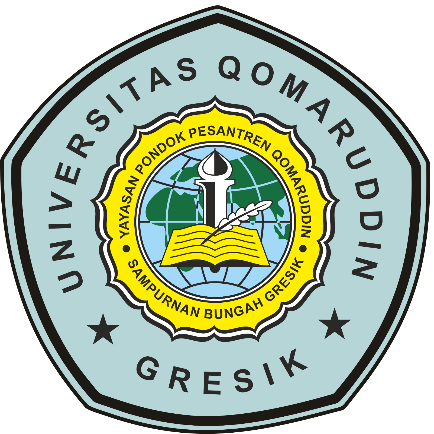 UNIVERSITAS QOMARUDDIN
GRESIK
YAYASAN PONDOK PESANTREN QOMARUDDIN
SAMPURNAN BUNGAH GRESIK